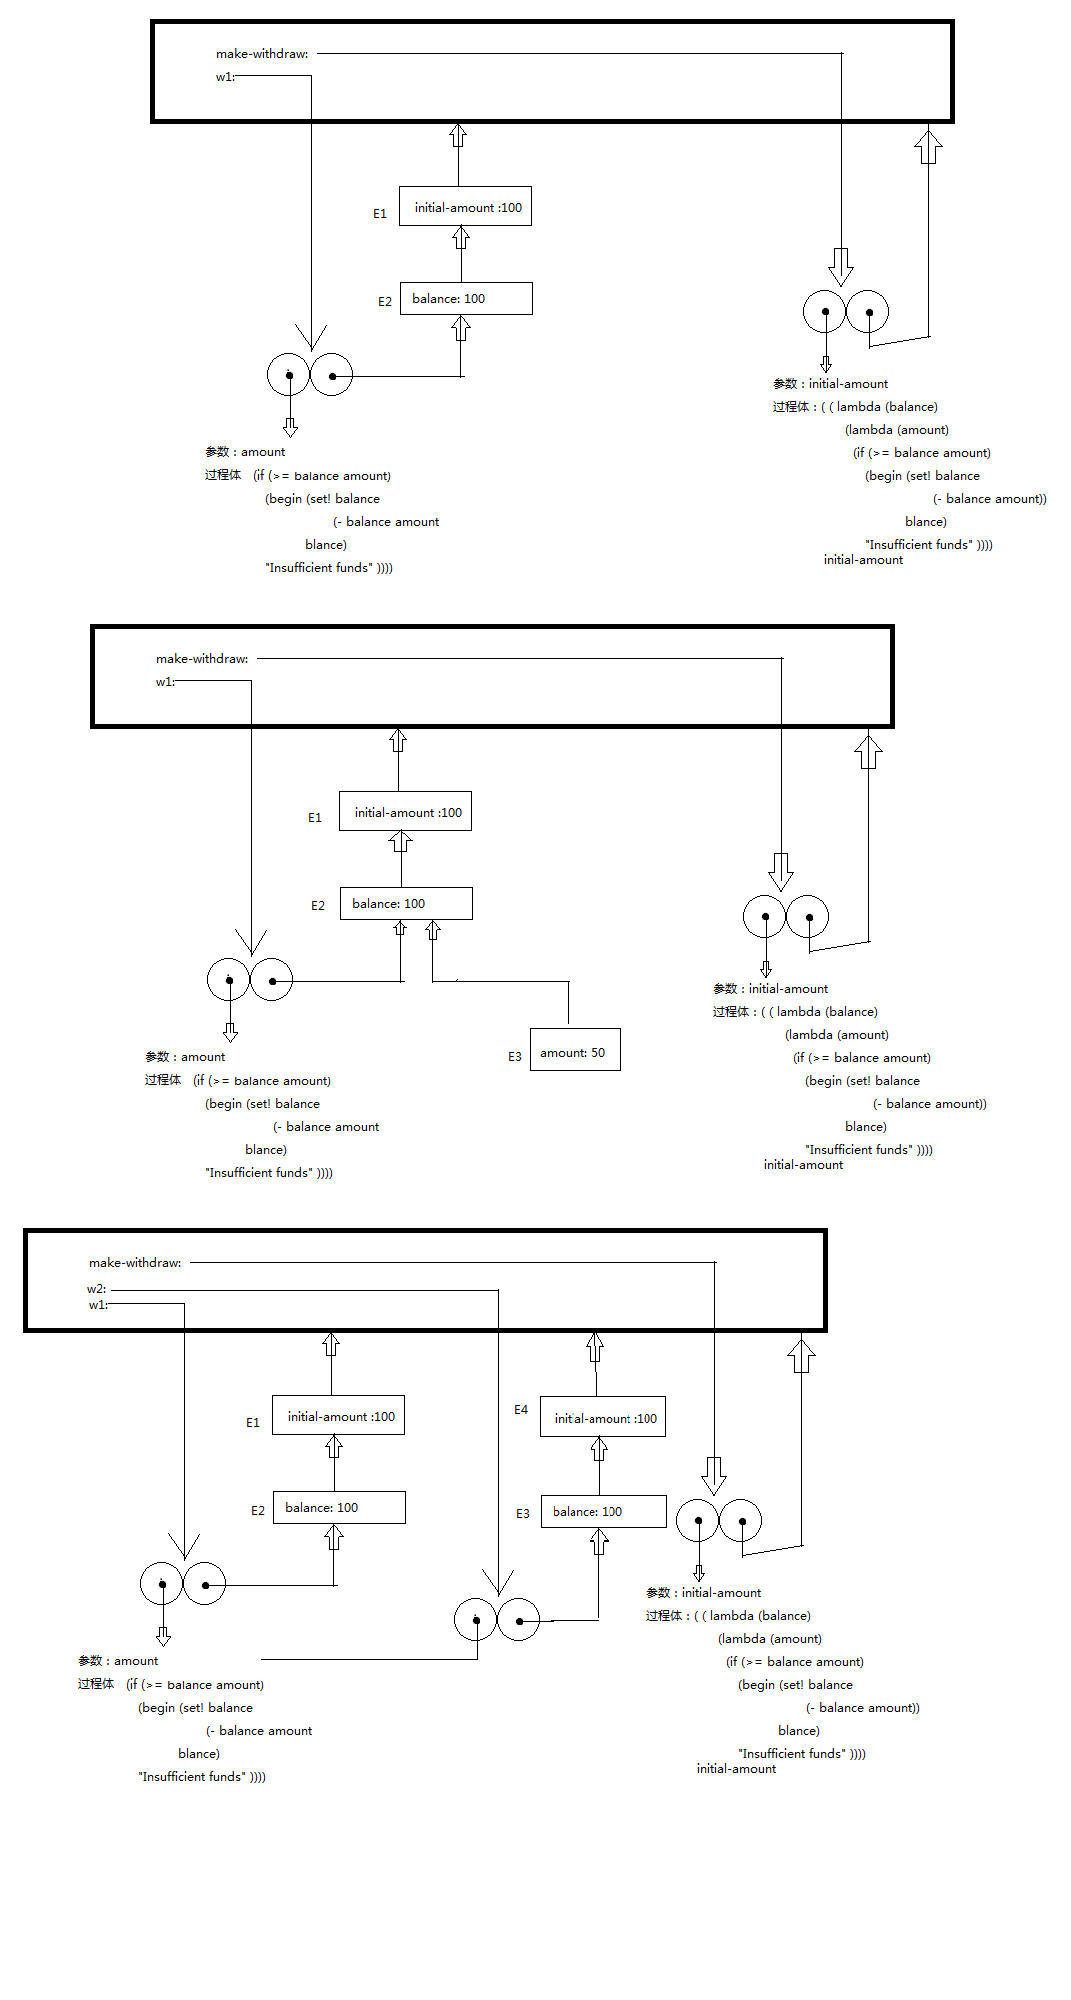 make-withdraw:
w1:
E1
initial-amount :100
E2
balance: 100
参数 : amount
过程体 (if (>= balance amount)
(begin (set! balance
(- balance amount
blance)
"Insufficient funds" ))))
参数 : initial-amount
过程体 : ( ( lambda (balance)
(lambda (amount)
(if (>= balance amount)
(begin (set! balance
(- balance amount))
blance)
"Insufficient funds" ))))
initial-amount
make-withdraw:
w1:
E1
initial-amount :100
E2
balance: 100
E3
amount: 50
参数 : amount
过程体 (if (>= balance amount)
(begin (set! balance
(- balance amount
blance)
"Insufficient funds" ))))
参数 : initial-amount
过程体 : ( ( lambda (balance)
(lambda (amount)
(if (>= balance amount)
(begin (set! balance
(- balance amount))
blance)
"Insufficient funds" ))))
initial-amount
make-withdraw:
w2:
w1:
E1
initial-amount :100
E2
balance: 100
E4
initial-amount :100
E3
balance: 100
参数 : amount
过程体 (if (>= balance amount)
(begin (set! balance
(- balance amount
blance)
"Insufficient funds" ))))
参数 : initial-amount
过程体 : ( ( lambda (balance)
(lambda (amount)
(if (>= balance amount)
(begin (set! balance
(- balance amount))
blance)
"Insufficient funds" ))))
initial-amount